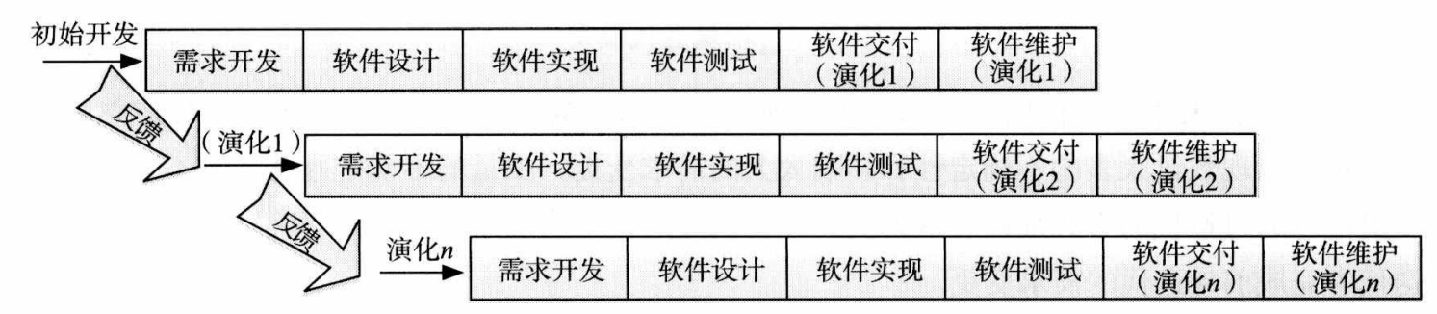 初始开发
需求开发 软件设计 软件实现 软件测试 软件交付 软件维护
（演化1） （演化1）
反馈
（演化1）
需求开发 软件设计 软件实现 软件测试 软件交付 软件维护
（演化2） （演化2）
反馈
演化n
需求开发 软件设计 软件实现 软件测试 软件交付 软件维护
（演化n） （演化n）